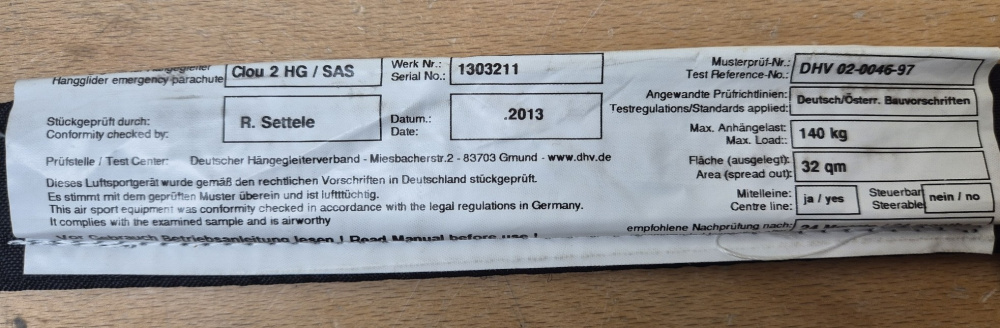 Hangglider emergency parachute
Clou 2 HG / SAS
Werk Nr.:
Serial No.:
1303211
Musterprüf-Nr.:
Test Reference-No.:
DHV 02-0046-97
Stückgeprüft durch:
Conformity checked by:
R. Settele
Datum.:
Date:
.2013
Angewandte Prüfrichtlinien:
Testregulations/Standards applied:
Deutsch/Österr. Bauvorschriften
Max. Anhängelast:
Max. Load::
140 kg
Prüfstelle / Test Center: Deutscher Hängegleiterverband - Miesbacherstr.2 - 83703 Gmund - www.dhv.de
Fläche (ausgelegt):
Area (spread out):
32 qm
Dieses Luftsportgerät wurde gemäß den rechtlichen Vorschriften in Deutschland stückgeprüft.
Es stimmt mit dem geprüften Muster überein und ist lufttüchtig.
This air sport equipment was conformity checked in accordance with the legal regulations in Germany.
It complies with the examined sample and is airworthy
Mittelleine:
Centre line:
ja / yes
Steuerbar
Steerable
nein / no
Vor Gebrauch Betriebsanleitung lesen ! Read Manual before use !
empfohlene Nachprüfung nach:
24